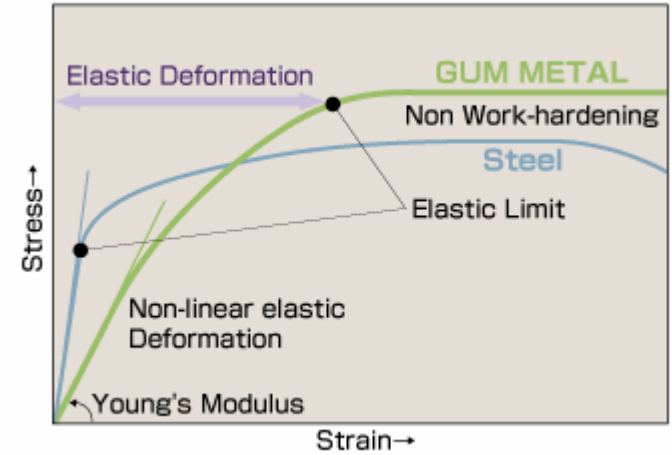 Elastic Deformation
GUM METAL
Non Work-hardening
Steel
Elastic Limit
Stress→
Non-linear elastic
Deformation
Young's Modulus
Strain→